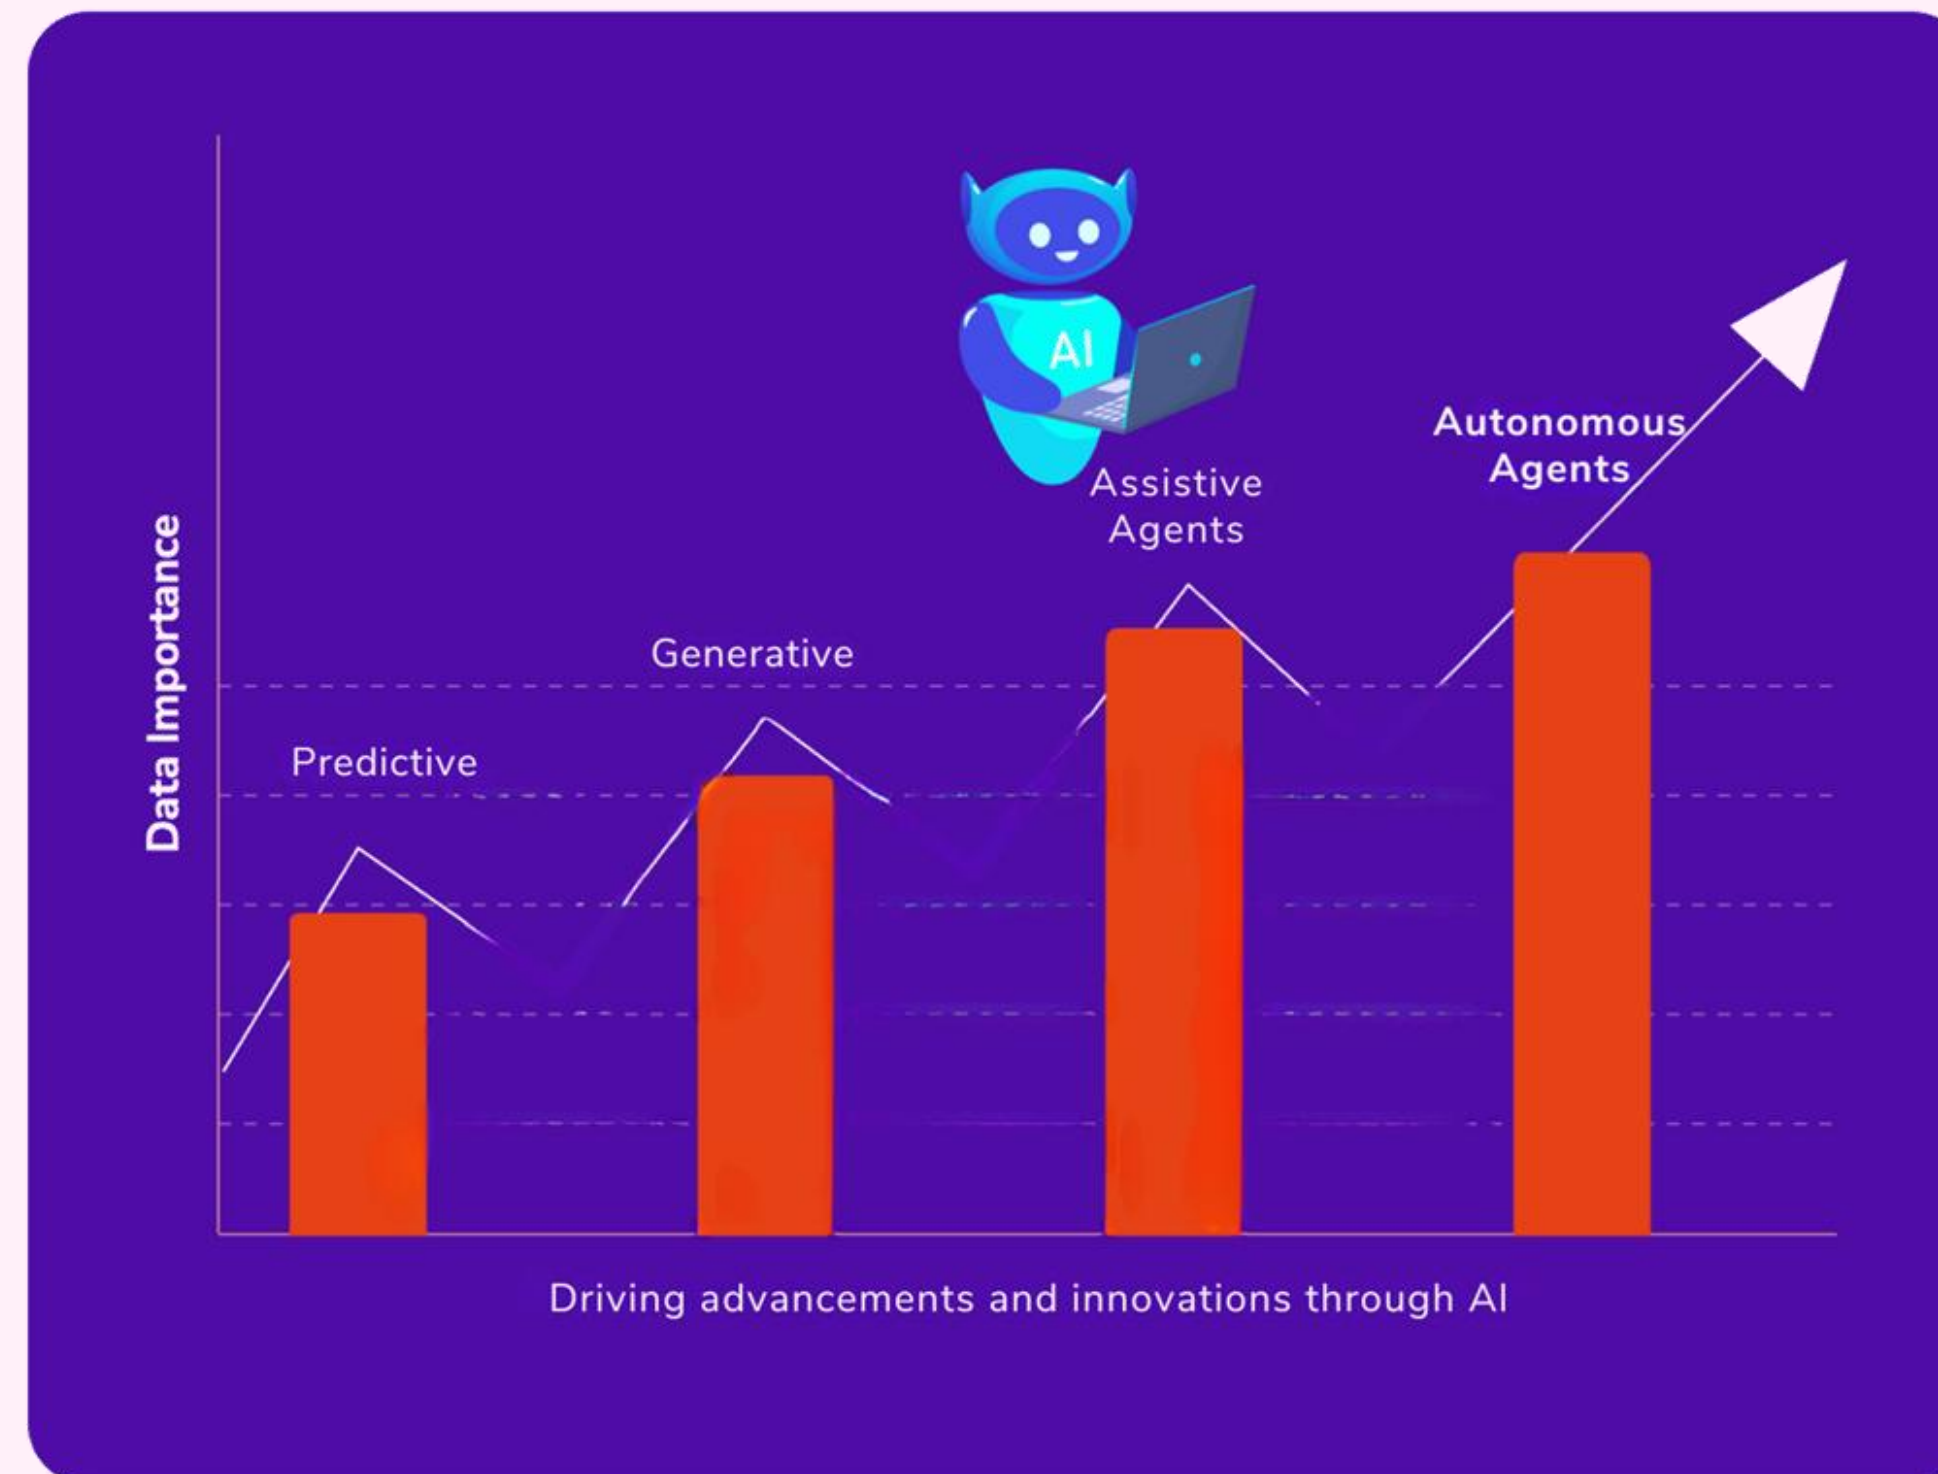 AI
Assistive
Agents
Autonomous
Agents
Generative
Predictive
Data Importance
Driving advancements and innovations through AI